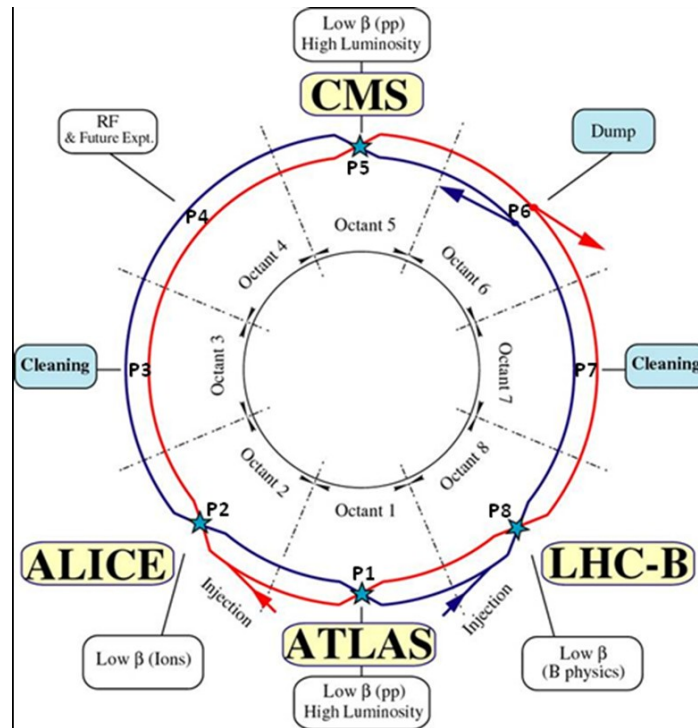 Low β (pp)
High Luminosity
CMS
RF
& Future Expt.
Dump
P5
P4
P6
Octant 5
Octant 4
Octant 6
Cleaning
P3
Octant 3
Octant 7
P7
Cleaning
Octant 2
Octant 8
P2
Octant 1
P8
ALICE
Injection
P1
Injection
LHC-B
ATLAS
Low β (Ions)
Low β (pp)
High Luminosity
Low β
(B physics)